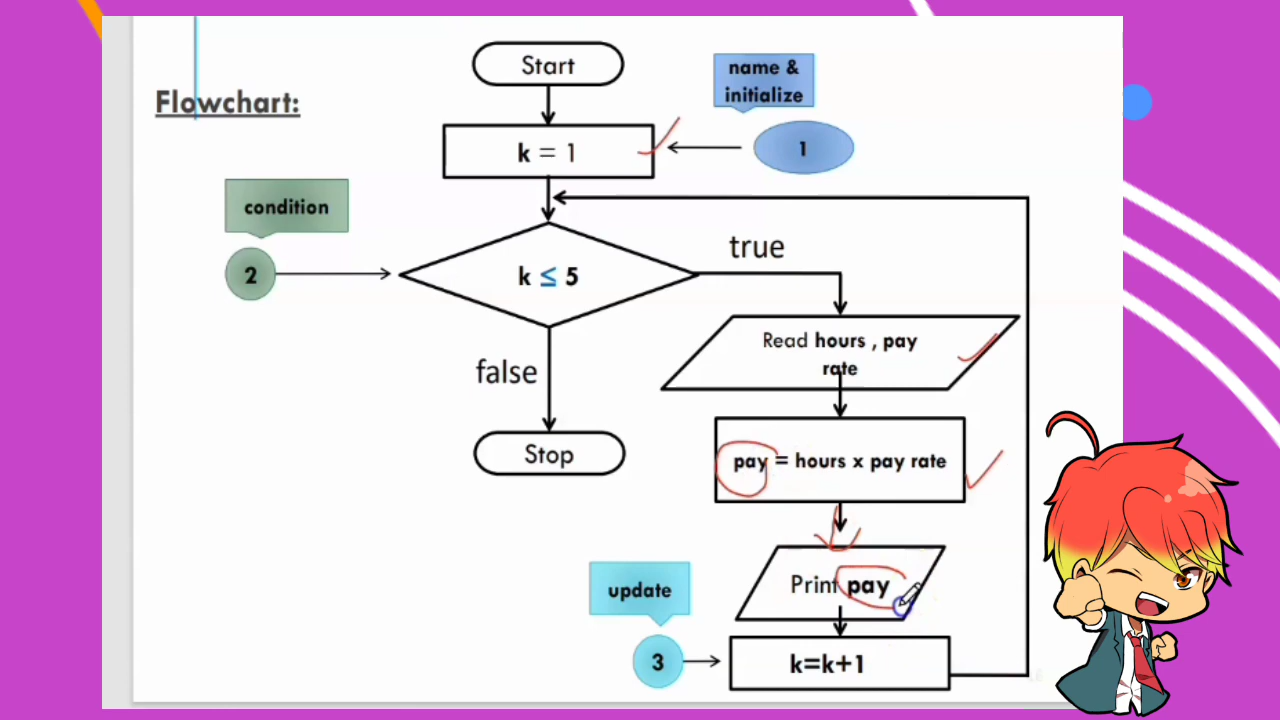 Start
name &
initialize
Flowchart:
k = 1
1
condition
2
k ≤ 5
true
false
Read hours , pay
rate
Stop
pay = hours x pay rate
Print pay
update
3
k=k+1